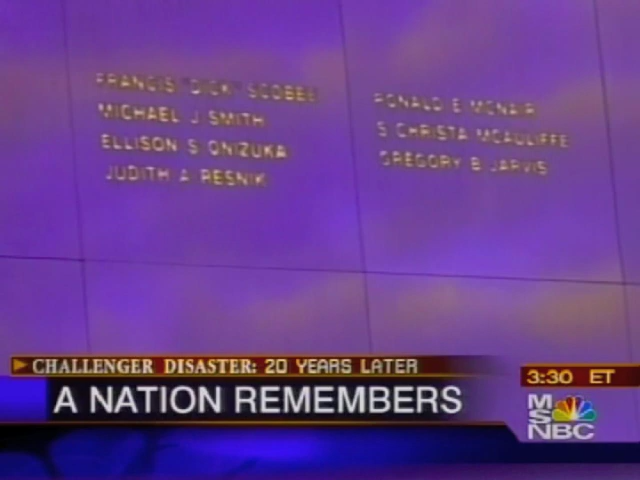 FRANCIS "DICK" SCOBEE
MICHAEL J. SMITH
ELLISON S. ONIZUKA
JUDITH A. RESNIK
RONALD E. MCNAIR
S. CHRISTA MCAULIFFE
GREGORY B. JARVIS
CHALLENGER DISASTER: 20 YEARS LATER
A NATION REMEMBERS
3:30 ET
MSNBC